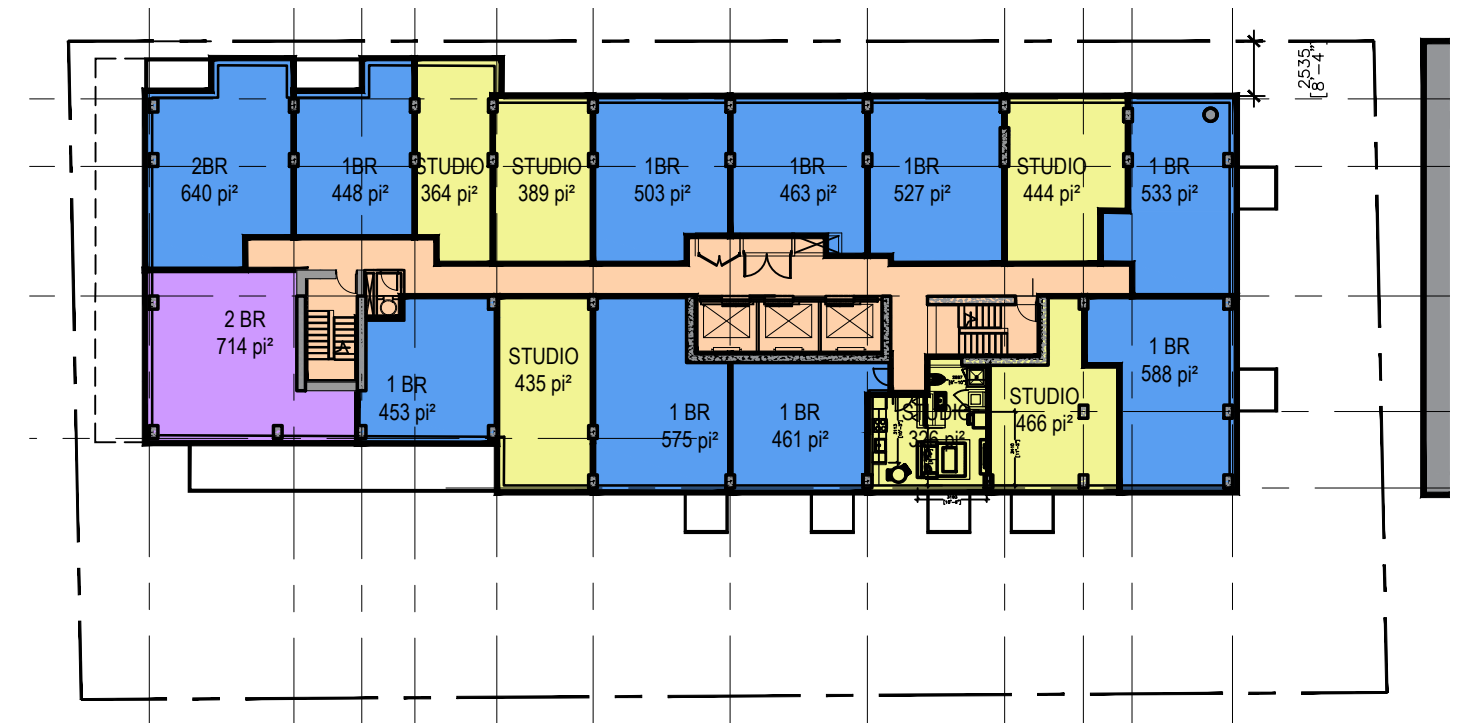 2535
[8'-4"]
2BR
640 pi²
1BR
448 pi²
STUDIO
364 pi²
STUDIO
389 pi²
1BR
503 pi²
1BR
463 pi²
1BR
527 pi²
STUDIO
444 pi²
1 BR
533 pi²
2 BR
714 pi²
1 BR
453 pi²
STUDIO
435 pi²
1 BR
575 pi²
1 BR
461 pi²
STUDIO
326 pi²
STUDIO
466 pi²
1 BR
588 pi²